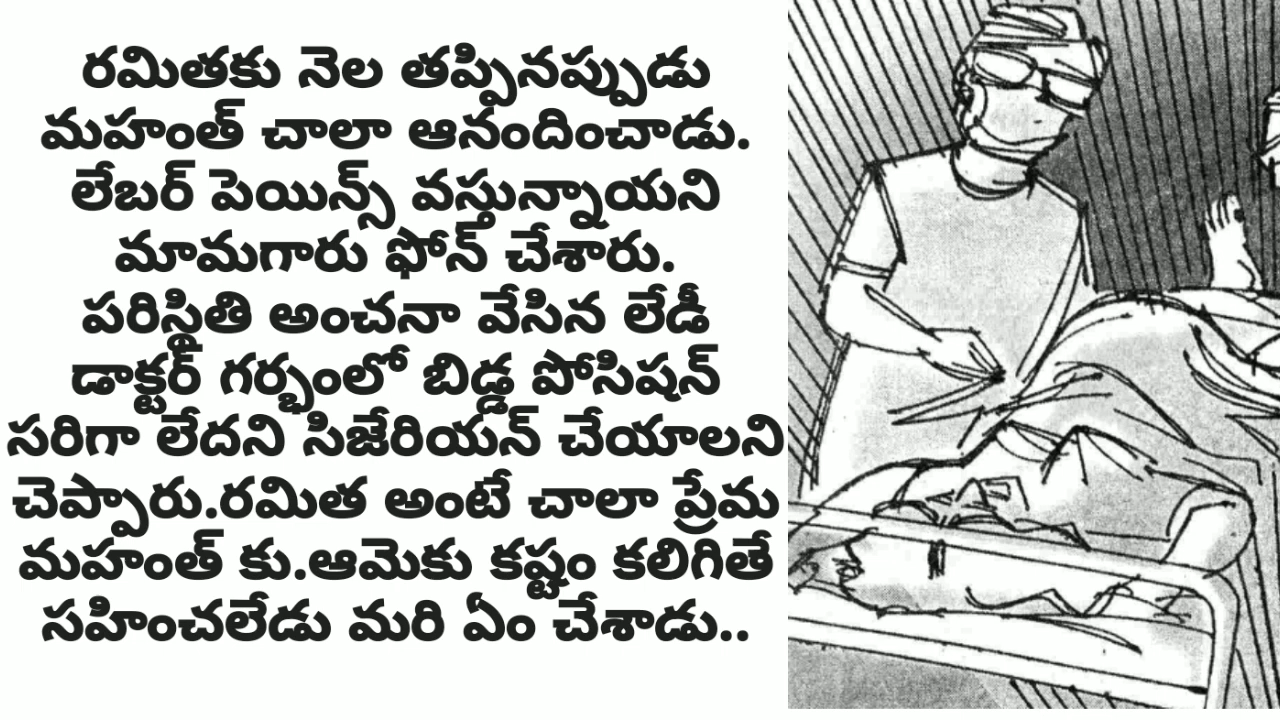 రమితకు నెల తప్పినప్పుడు
మహంత్ చాలా ఆనందించాడు.
లేబర్ పెయిన్స్ వస్తున్నాయని
మామగారు ఫోన్ చేశారు.
పరిస్థితి అంచనా వేసిన లేడీ
డాక్టర్ గర్భంలో బిడ్డ పోసిషన్
సరిగా లేదని సిజేరియన్ చేయాలని
చెప్పారు.రమిత అంటే చాలా ప్రేమ
మహంత్ కు.ఆమెకు కష్టం కలిగితే
సహించలేడు మరి ఏం చేశాడు..